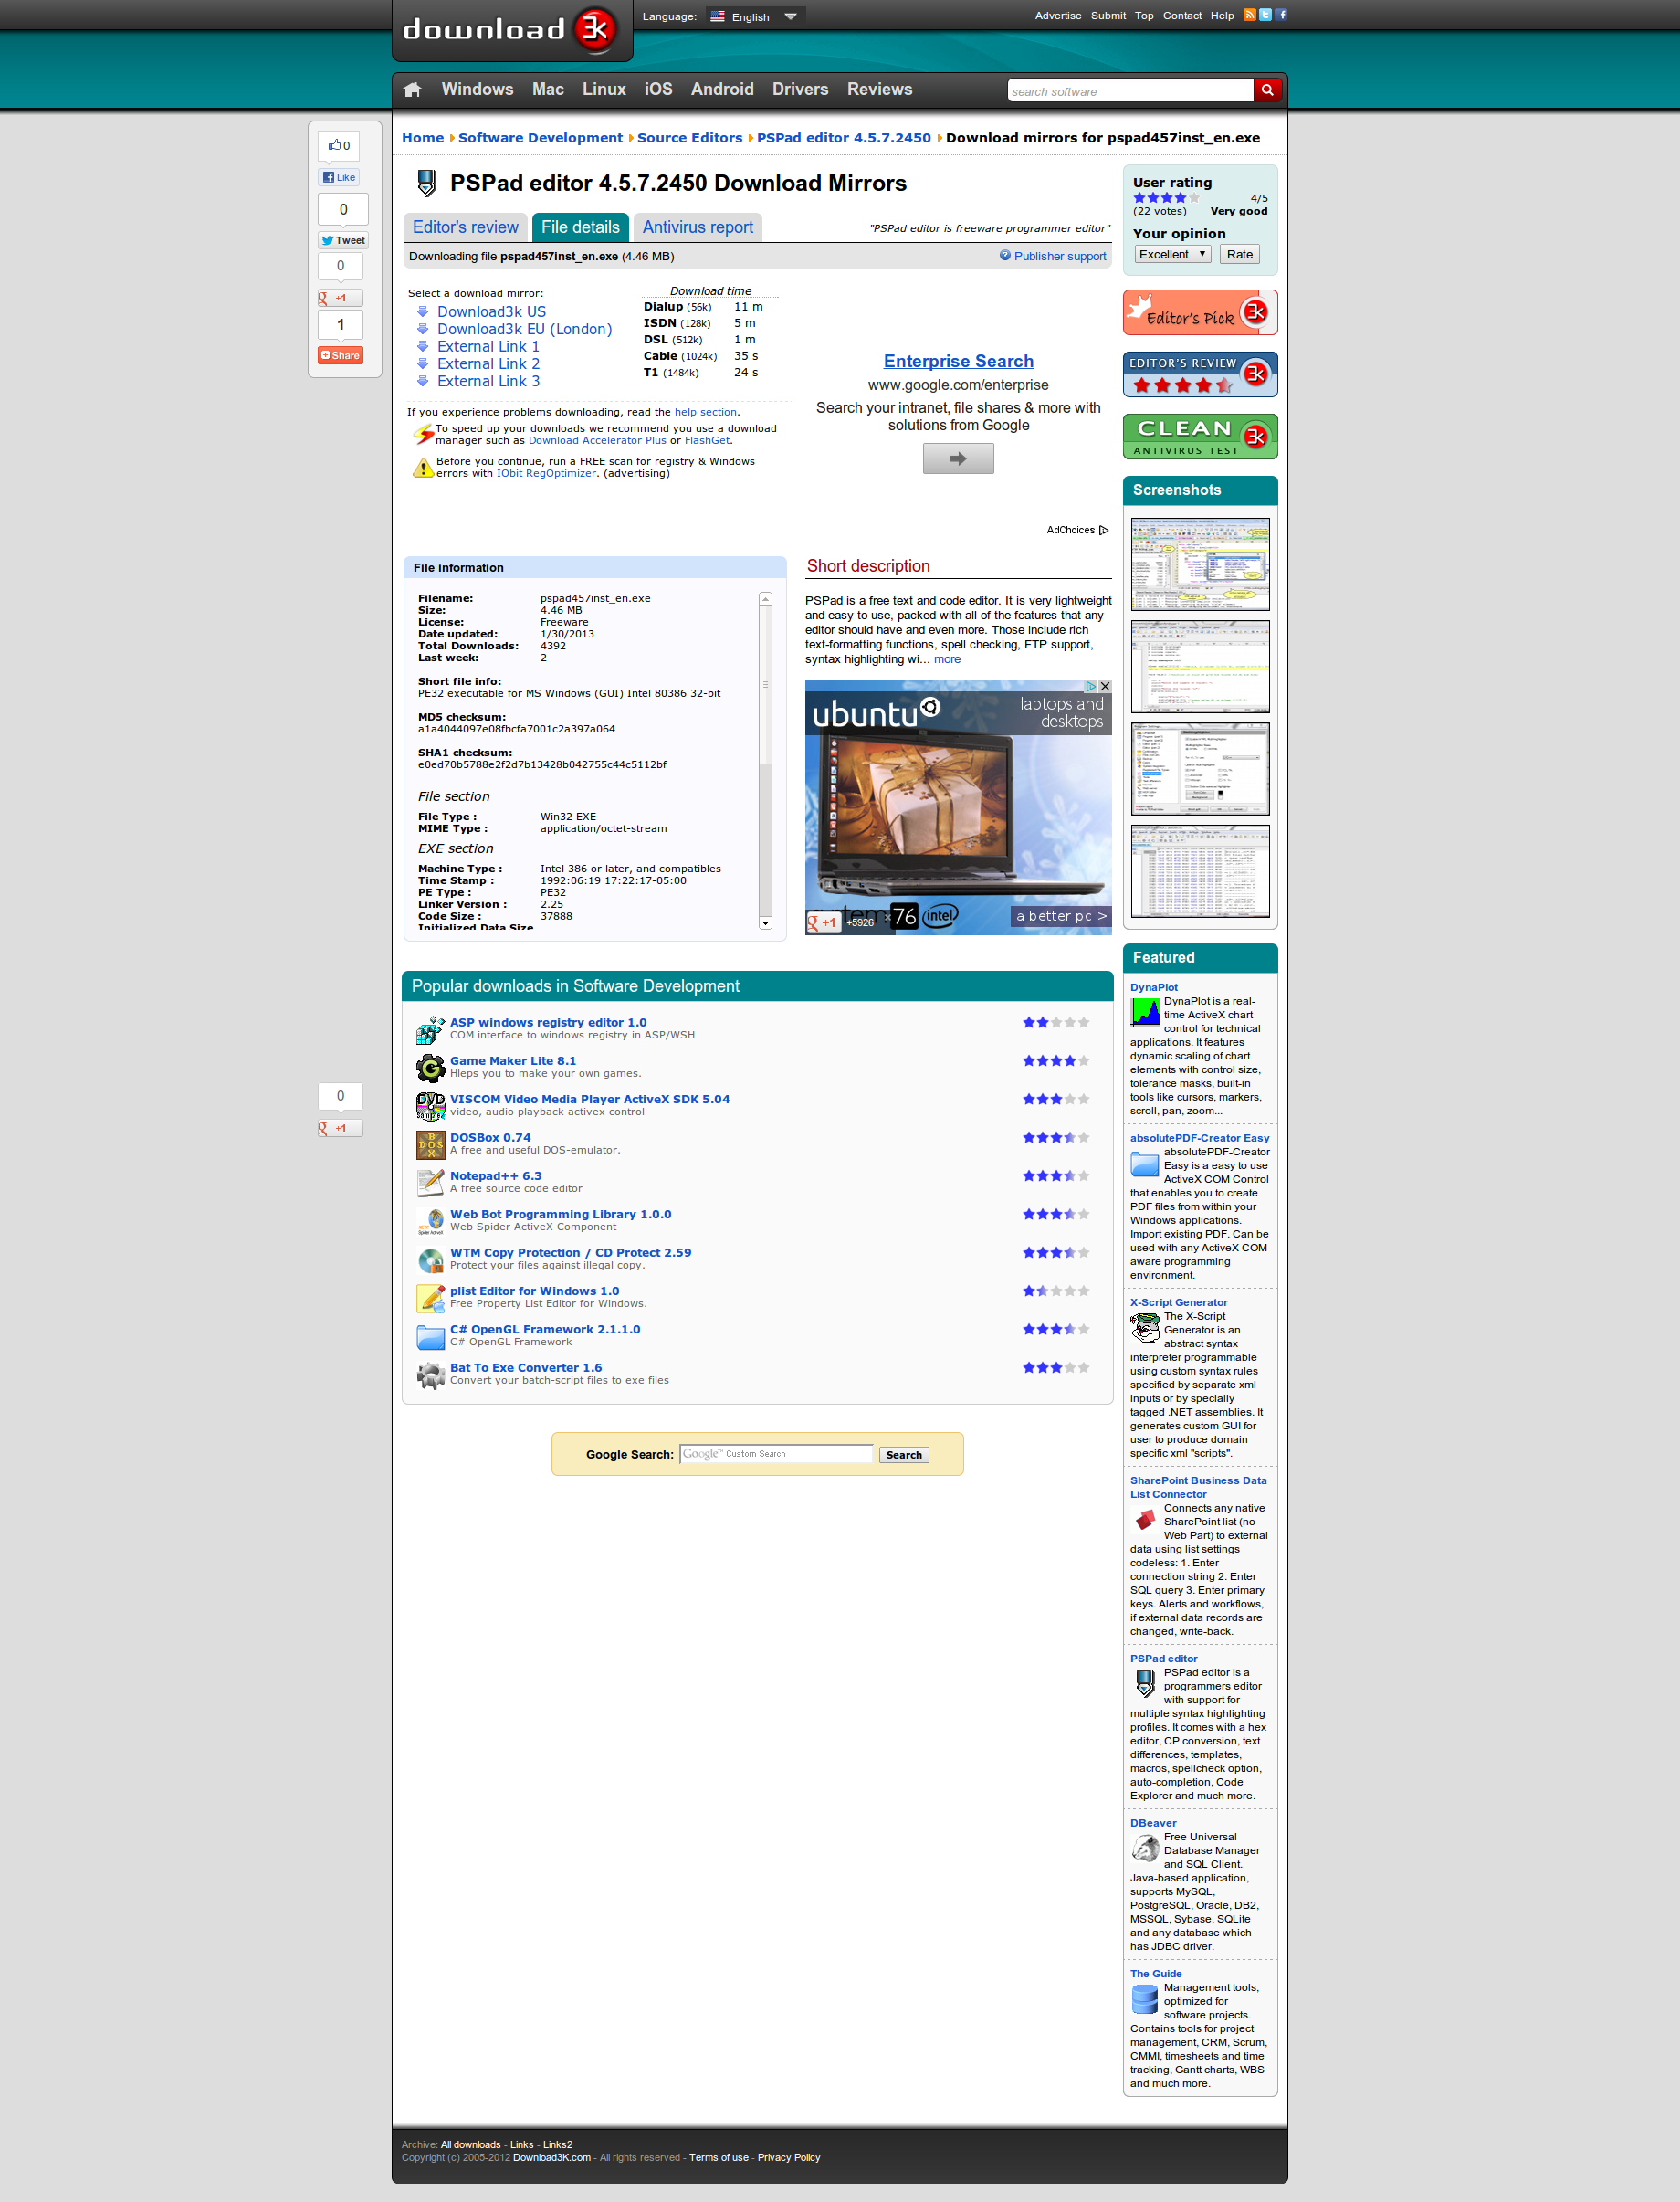 download 3k
Language: English
Advertise Submit Top Contact Help
Windows Mac Linux iOS Android Drivers Reviews
search software
0
Like
0
Tweet
0
+1
1
Share
Home Software Development Source Editors PSPad editor 4.5.7.2450 Download mirrors for pspad457inst_en.exe
PSPad editor 4.5.7.2450 Download Mirrors
Editor's review File details Antivirus report
"PSPad editor is freeware programmer editor"
Downloading file pspad457inst_en.exe (4.46 MB)
Publisher support
Select a download mirror:
Download3k US
Download3k EU (London)
External Link 1
External Link 2
External Link 3
Download time
Dialup (56k) 11 m
ISDN (128k) 5 m
DSL (512k) 1 m
Cable (1024k) 35 s
T1 (1484k) 24 s
If you experience problems downloading, read the help section.
To speed up your downloads we recommend you use a download
manager such as Download Accelerator Plus or FlashGet.
Before you continue, run a FREE scan for registry & Windows
errors with IObit RegOptimizer. (advertising)
Enterprise Search
www.google.com/enterprise
Search your intranet, file shares & more with
solutions from Google
AdChoices
User rating
4/5
(22 votes) Very good
Your opinion
Excellent Rate
Editor's Pick 3k
EDITOR'S REVIEW 3k
CLEAN 3k
ANTIVIRUS TEST
Screenshots
File information
Filename: pspad457inst_en.exe
Size: 4.46 MB
License: Freeware
Date updated: 1/30/2013
Total Downloads: 4392
Last week: 2
Short file info:
PE32 executable for MS Windows (GUI) Intel 80386 32-bit
MD5 checksum:
a1a4044097e08fbcfa7001c2a397a064
SHA1 checksum:
e0ed70b5788e2f2d7b13428b042755c44c5112bf
File section
File Type : Win32 EXE
MIME Type : application/octet-stream
EXE section
Machine Type : Intel 386 or later, and compatibles
Time Stamp : 1992:06:19 17:22:17-05:00
PE Type : PE32
Linker Version : 2.25
Code Size : 37888
Initialized Data Size
Short description
PSPad is a free text and code editor. It is very lightweight
and easy to use, packed with all of the features that any
editor should have and even more. Those include rich
text-formatting functions, spell checking, FTP support,
syntax highlighting wi... more
ubuntu
laptops and
desktops
76 intel
a better pc >
+1 +5926
Popular downloads in Software Development
ASP windows registry editor 1.0
COM interface to windows registry in ASP/WSH
Game Maker Lite 8.1
Hleps you to make your own games.
VISCOM Video Media Player ActiveX SDK 5.04
video, audio playback activex control
DOSBox 0.74
A free and useful DOS-emulator.
Notepad++ 6.3
A free source code editor
Web Bot Programming Library 1.0.0
Web Spider ActiveX Component
WTM Copy Protection / CD Protect 2.59
Protect your files against illegal copy.
plist Editor for Windows 1.0
Free Property List Editor for Windows.
C# OpenGL Framework 2.1.1.0
C# OpenGL Framework
Bat To Exe Converter 1.6
Convert your batch-script files to exe files
0
+1
Google Search: Google™ Custom Search Search
Featured
DynaPlot
DynaPlot is a real-
time ActiveX chart
control for technical
applications. It features
dynamic scaling of chart
elements with control size,
tolerance masks, built-in
tools like cursors, markers,
scroll, pan, zoom...
absolutePDF-Creator Easy
absolutePDF-Creator
Easy is a easy to use
ActiveX COM Control
that enables you to create
PDF files from within your
Windows applications.
Import existing PDF. Can be
used with any ActiveX COM
aware programming
environment.
X-Script Generator
The X-Script
Generator is an
abstract syntax
interpreter programmable
using custom syntax rules
specified by separate xml
inputs or by specially
tagged .NET assemblies. It
generates custom GUI for
user to produce domain
specific xml "scripts".
SharePoint Business Data
List Connector
Connects any native
SharePoint list (no
Web Part) to external
data using list settings
codeless: 1. Enter
connection string 2. Enter
SQL query 3. Enter primary
keys. Alerts and workflows,
if external data records are
changed, write-back.
PSPad editor
PSPad editor is a
programmers editor
with support for
multiple syntax highlighting
profiles. It comes with a hex
editor, CP conversion, text
differences, templates,
macros, spellcheck option,
auto-completion, Code
Explorer and much more.
DBeaver
Free Universal
Database Manager
and SQL Client.
Java-based application,
supports MySQL,
PostgreSQL, Oracle, DB2,
MSSQL, Sybase, SQLite
and any database which
has JDBC driver.
The Guide
Management tools,
optimized for
software projects.
Contains tools for project
management, CRM, Scrum,
CMMI, timesheets and time
tracking, Gantt charts, WBS
and much more.
Archive: All downloads - Links - Links2
Copyright (c) 2005-2012 Download3K.com - All rights reserved - Terms of use - Privacy Policy